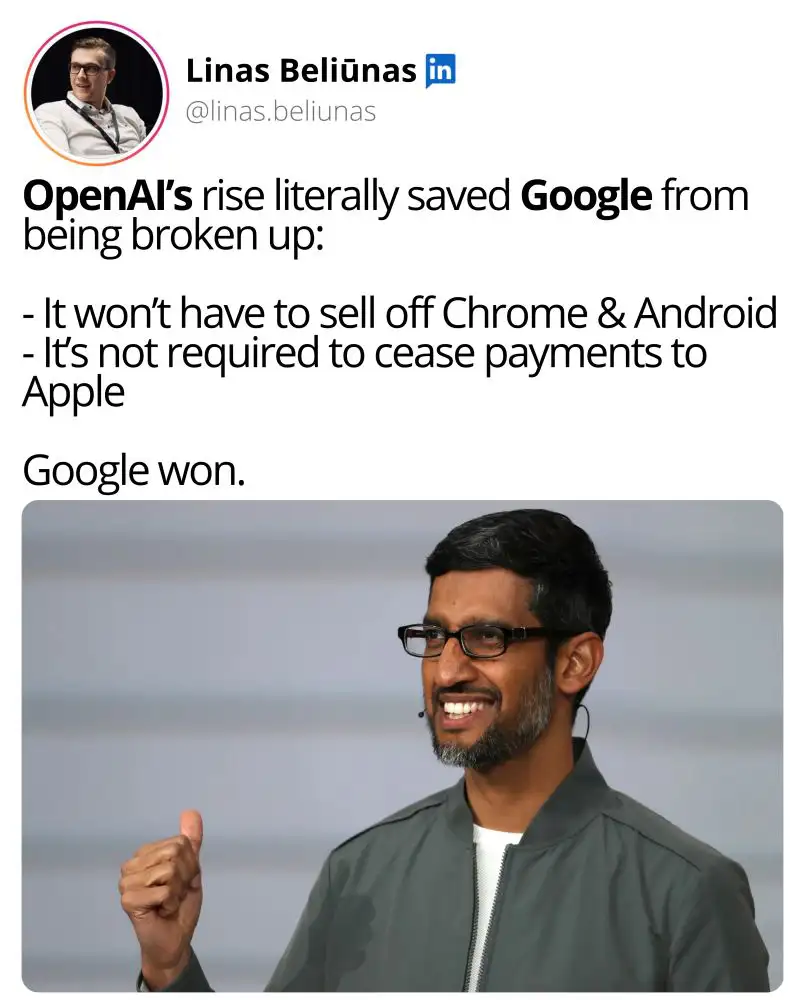 Linas Beliūnas in
@linas.beliunas
OpenAI’s rise literally saved Google from
being broken up:
- It won’t have to sell off Chrome & Android
- It’s not required to cease payments to
Apple
Google won.